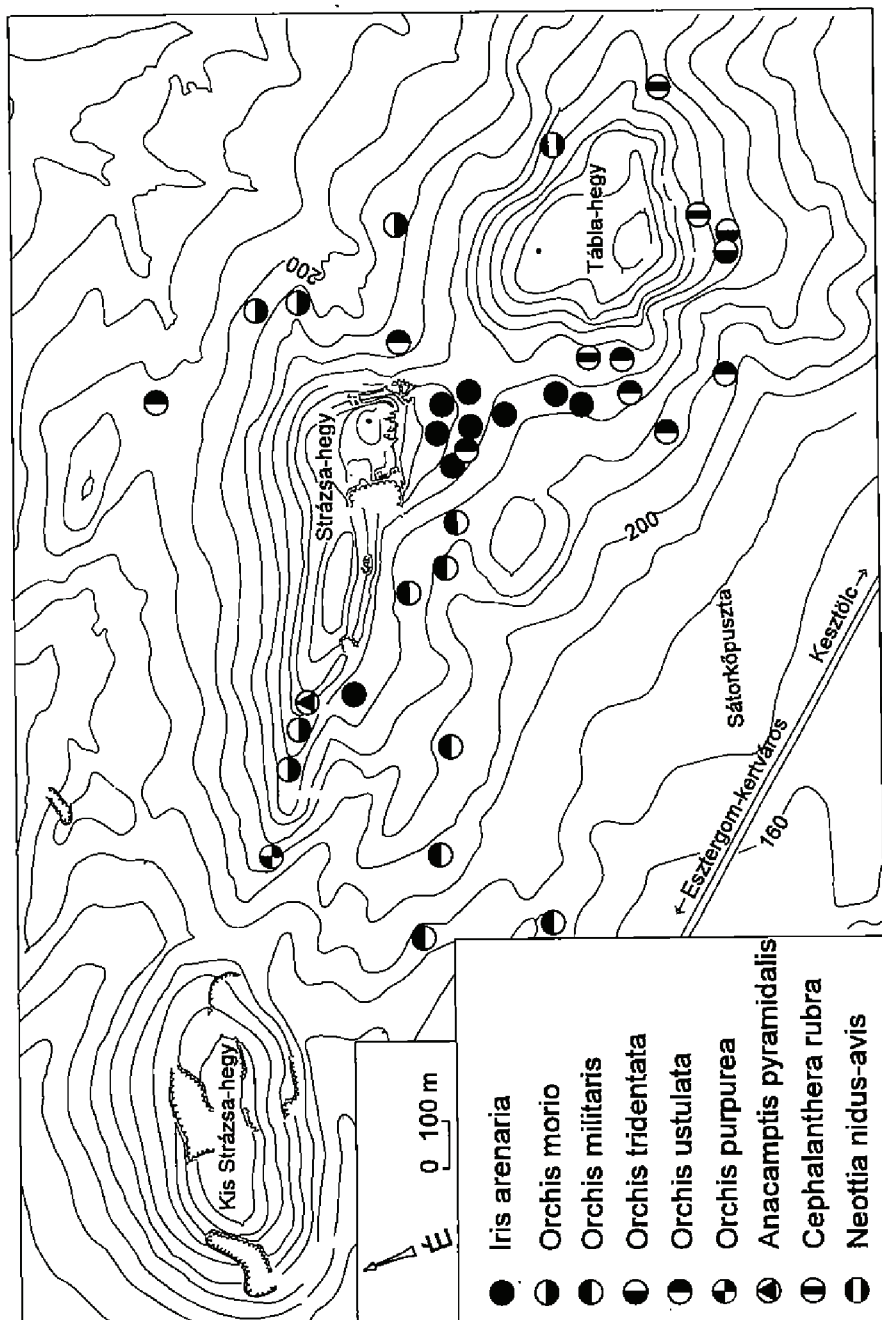 Kis Strázsa-hegy
Strázsa-hegy
Tábla-hegy
200
200
160
Sátorkőpuszta
←Esztergom-kertváros
Kesztölc→
É
0 100 m
Iris arenaria
Orchis morio
Orchis militaris
Orchis tridentata
Orchis ustulata
Orchis purpurea
Anacamptis pyramidalis
Cephalanthera rubra
Neottia nidus-avis